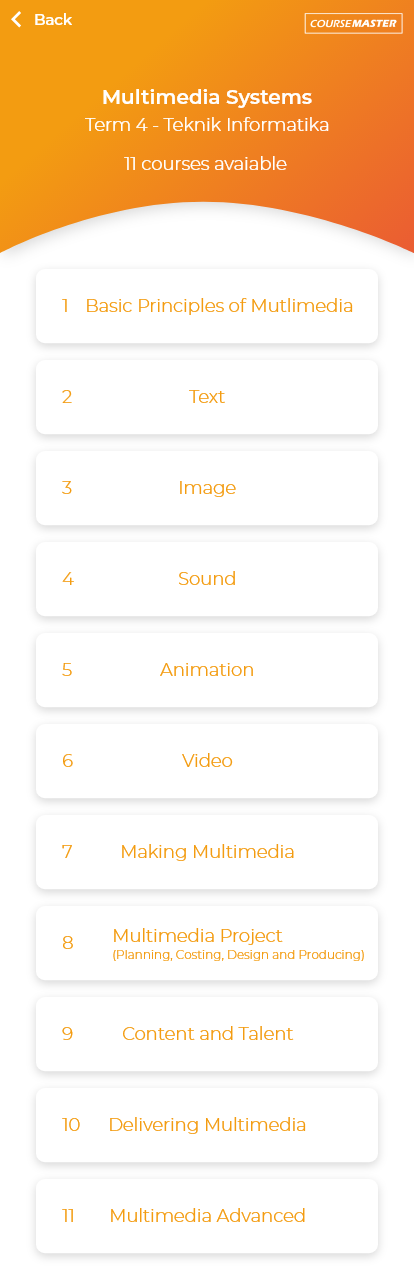 Back
COURSEMASTER
Multimedia Systems
Term 4 - Teknik Informatika
11 courses avaiable
1 Basic Principles of Mutlimedia
2 Text
3 Image
4 Sound
5 Animation
6 Video
7 Making Multimedia
8 Multimedia Project
(Planning, Costing, Design and Producing)
9 Content and Talent
10 Delivering Multimedia
11 Multimedia Advanced